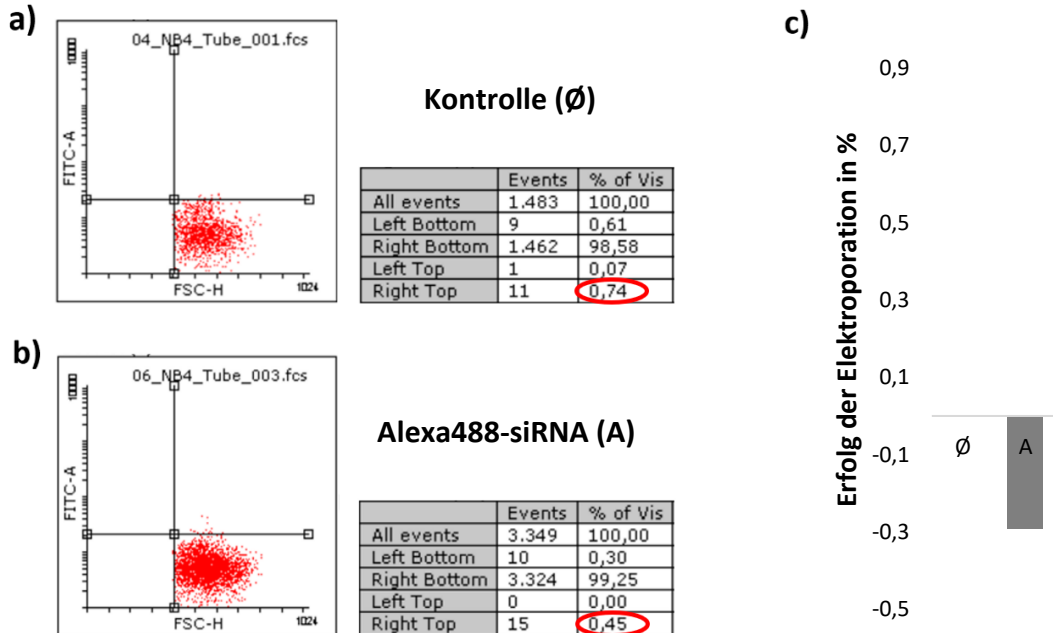 a)
04_NB4_Tube_001.fcs
FITC-A
FSC-H
1024
Kontrolle (Ø)
Events % of Vis
All events 1.483 100,00
Left Bottom 9 0,61
Right Bottom 1.462 98,58
Left Top 1 0,07
Right Top 11 0,74
b)
06_NB4_Tube_003.fcs
FITC-A
FSC-H
1024
Alexa488-siRNA (A)
Events % of Vis
All events 3.349 100,00
Left Bottom 10 0,30
Right Bottom 3.324 99,25
Left Top 0 0,00
Right Top 15 0,45
c)
Erfolg der Elektroporation in %
0,9
0,7
0,5
0,3
0,1
-0,1
-0,3
-0,5
Ø A